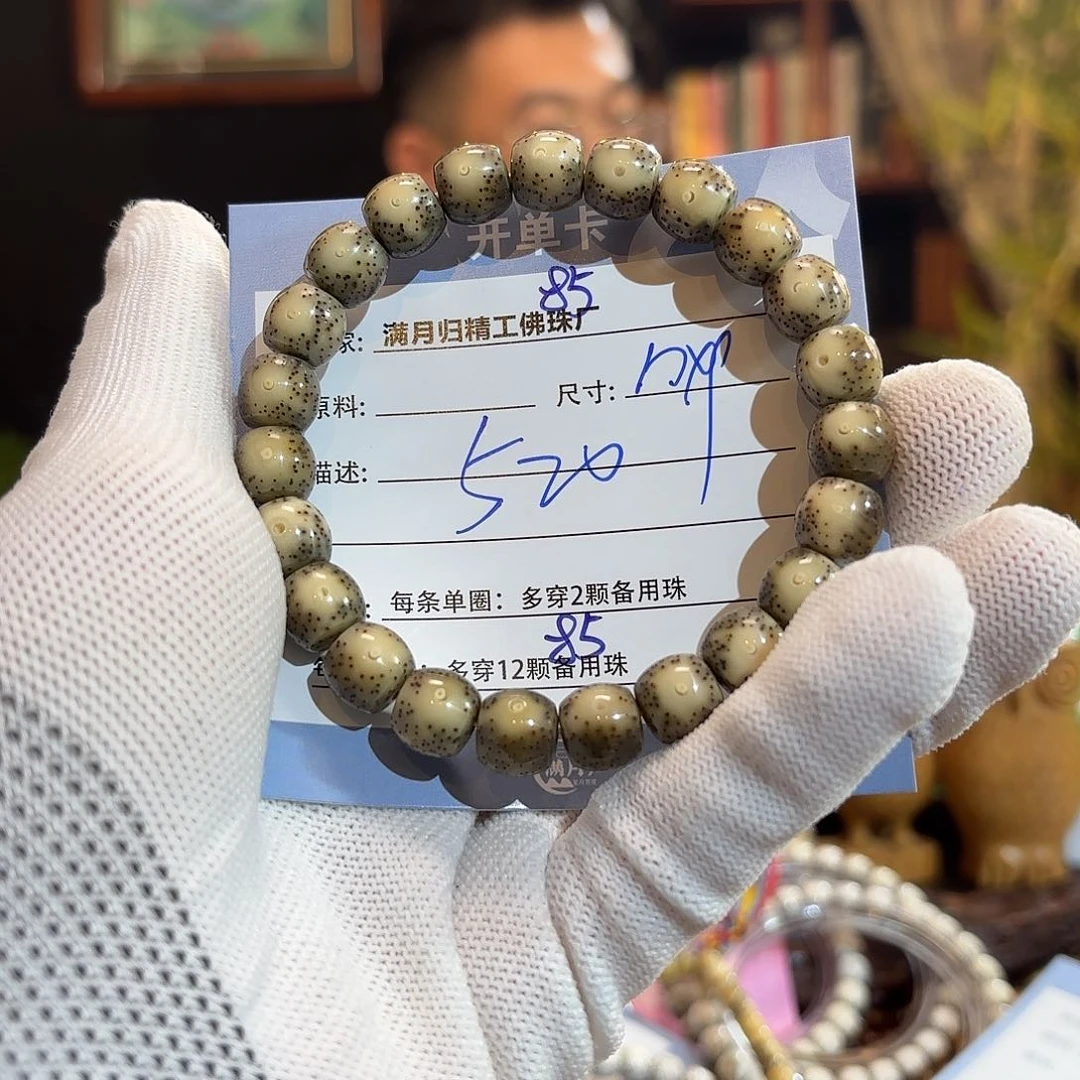 开单卡
85
家: 满月归精工佛珠厂
原料: 尺寸:
描述: 520
: 每条单圈: 多穿2颗备用珠
85
: 多穿12颗备用珠